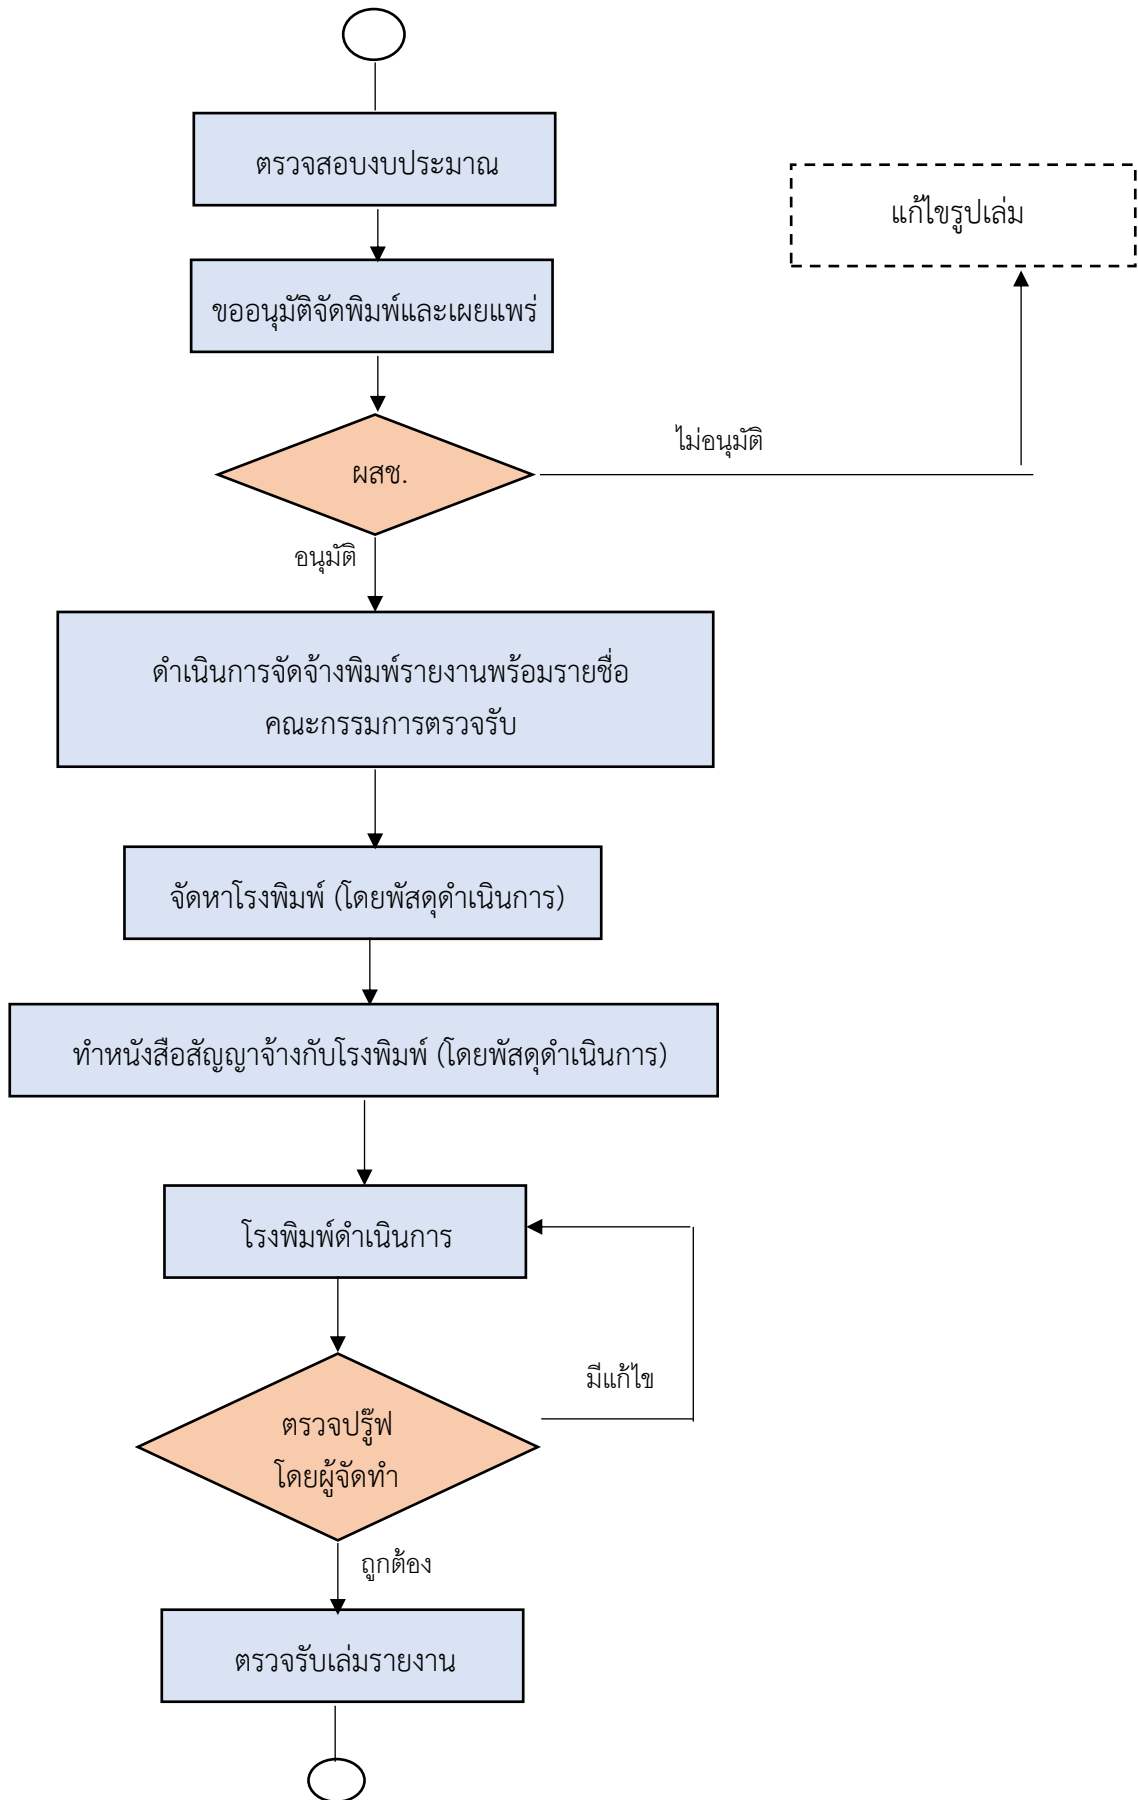 ตรวจสอบงบประมาณ
แก้ไขรูปเล่ม
ขออนุมัติจัดพิมพ์และเผยแพร่
ไม่อนุมัติ
ผสช.
อนุมัติ
ดำเนินการจัดจ้างพิมพ์รายงานพร้อมรายชื่อ
คณะกรรมการตรวจรับ
จัดหาโรงพิมพ์ (โดยพัสดุดำเนินการ)
ทำหนังสือสัญญาจ้างกับโรงพิมพ์ (โดยพัสดุดำเนินการ)
โรงพิมพ์ดำเนินการ
มีแก้ไข
ตรวจปรู๊ฟ
โดยผู้จัดทำ
ถูกต้อง
ตรวจรับเล่มรายงาน